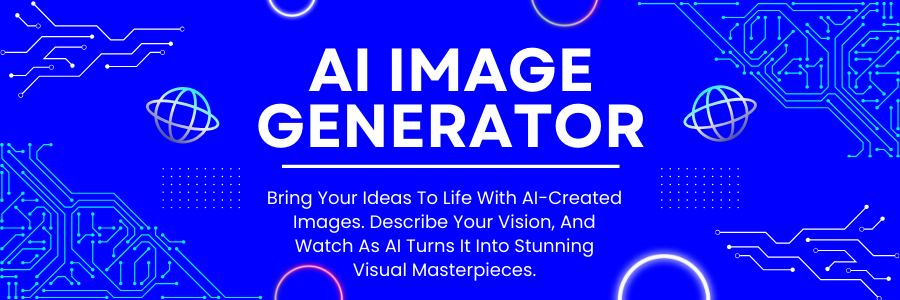 AI IMAGE
GENERATOR
Bring Your Ideas To Life With AI-Created
Images. Describe Your Vision, And
Watch As AI Turns It Into Stunning
Visual Masterpieces.